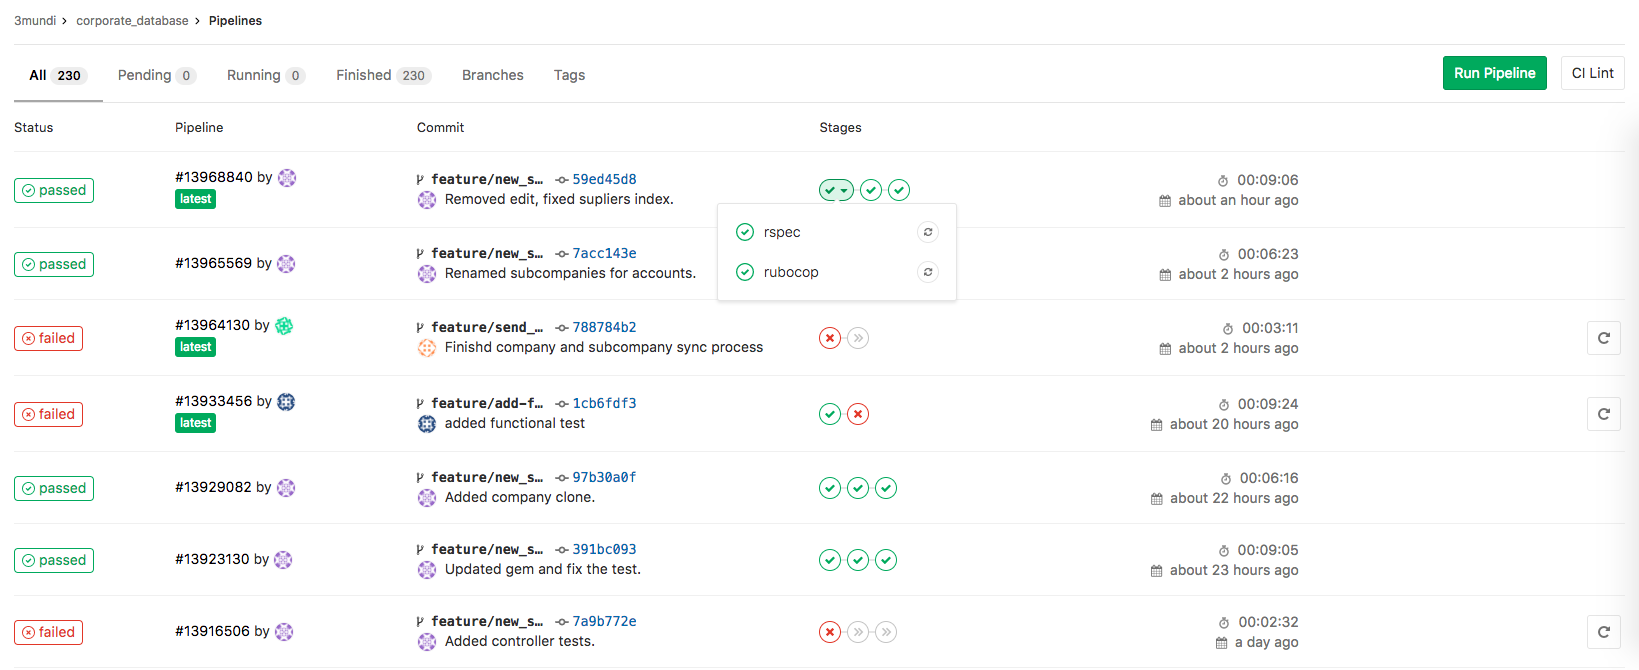 3mundi > corporate_database > Pipelines
All 230 Pending 0 Running 0 Finished 230 Branches Tags Run Pipeline CI Lint
Status Pipeline Commit Stages
passed #13968840 by latest feature/new_s... 59ed45d8 00:09:06
Removed edit, fixed supliers index. about an hour ago
rspec
rubocop
passed #13965569 by feature/new_s... 7acc143e 00:06:23
Renamed subcompanies for accounts. about 2 hours ago
failed #13964130 by latest feature/send_... 788784b2 00:03:11
Finishd company and subcompany sync process about 2 hours ago
failed #13933456 by latest feature/add-f... 1cb6fdf3 00:09:24
added functional test about 20 hours ago
passed #13929082 by feature/new_s... 97b30a0f 00:06:16
Added company clone. about 22 hours ago
passed #13923130 by feature/new_s... 391bc093 00:09:05
Updated gem and fix the test. about 23 hours ago
failed #13916506 by feature/new_s... 7a9b772e 00:02:32
Added controller tests. a day ago